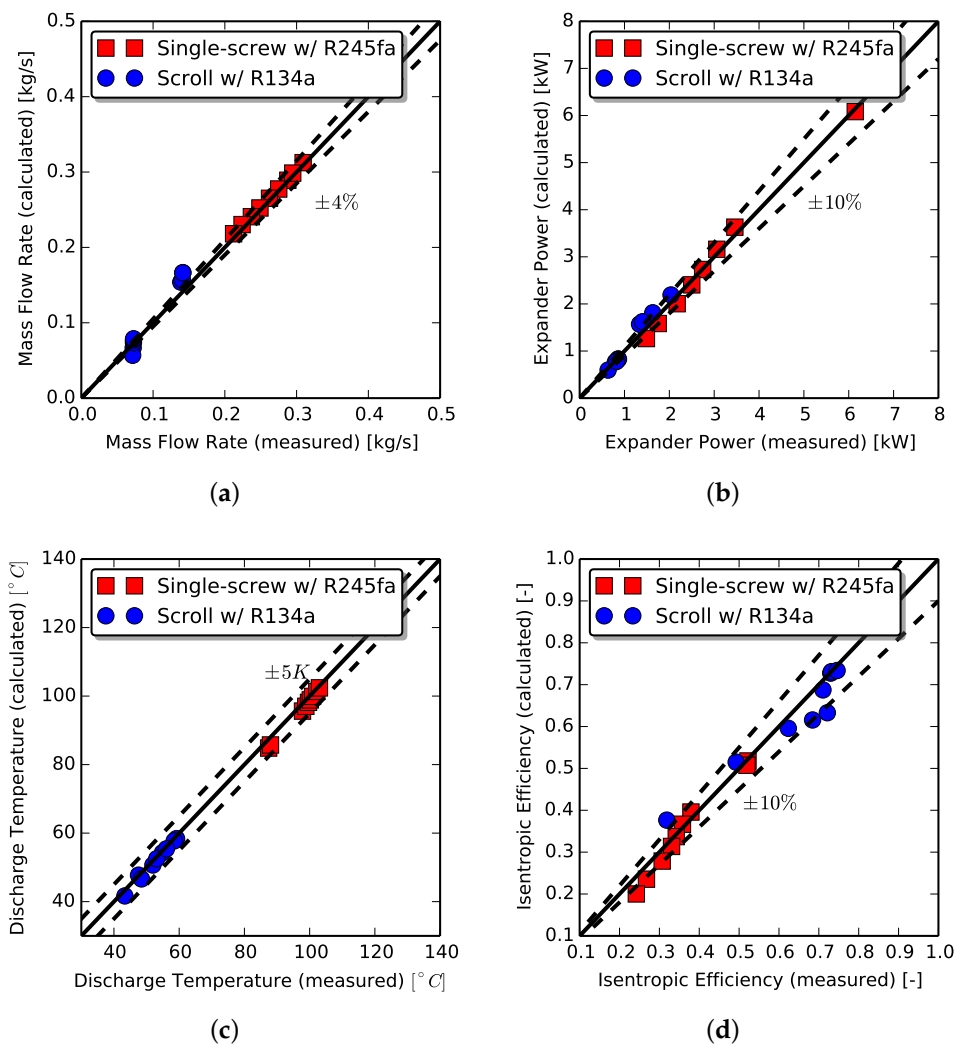 0.5
0.4
0.3
0.2
0.1
0.0
Mass Flow Rate (calculated) [kg/s]
Single-screw w/ R245fa
Scroll w/ R134a
±4%
0.0 0.1 0.2 0.3 0.4 0.5
Mass Flow Rate (measured) [kg/s]
(a)
8
7
6
5
4
3
2
1
0
Expander Power (calculated) [kW]
Single-screw w/ R245fa
Scroll w/ R134a
±10%
0 1 2 3 4 5 6 7 8
Expander Power (measured) [kW]
(b)
140
120
100
80
60
40
Discharge Temperature (calculated) [°C]
Single-screw w/ R245fa
Scroll w/ R134a
±5K
40 60 80 100 120 140
Discharge Temperature (measured) [°C]
(c)
1.0
0.9
0.8
0.7
0.6
0.5
0.4
0.3
0.2
0.1
Isentropic Efficiency (calculated) [-]
Single-screw w/ R245fa
Scroll w/ R134a
±10%
0.1 0.2 0.3 0.4 0.5 0.6 0.7 0.8 0.9 1.0
Isentropic Efficiency (measured) [-]
(d)